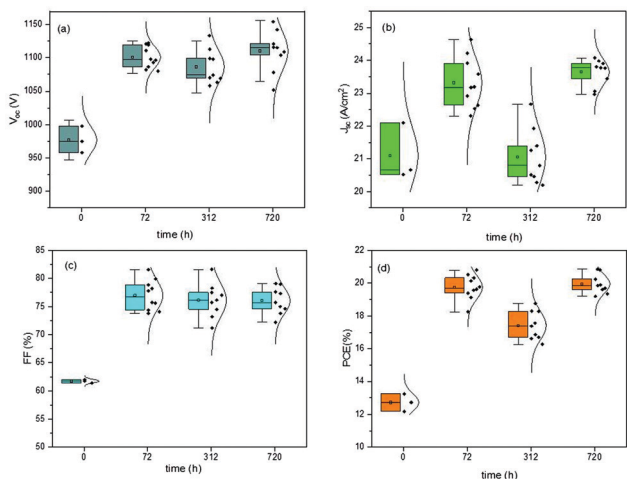 (a)
1150
1100
1050
1000
950
900
V_oc (V)
0 72 312 720
time (h)
(b)
25
24
23
22
21
20
J_sc (A/cm²)
0 72 312 720
time (h)
(c)
85
80
75
70
65
60
55
50
FF (%)
0 72 312 720
time (h)
(d)
22
20
18
16
14
12
10
PCE(%)
0 72 312 720
time (h)